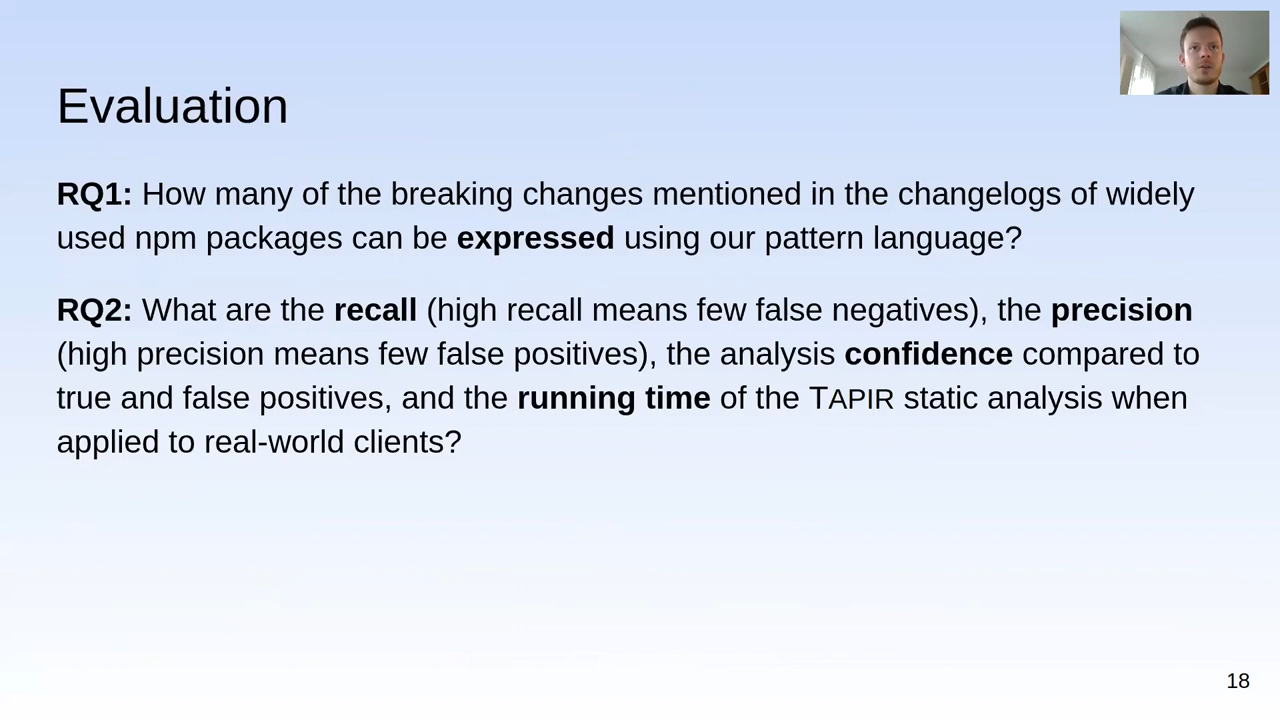 Evaluation
RQ1: How many of the breaking changes mentioned in the changelogs of widely
used npm packages can be expressed using our pattern language?
RQ2: What are the recall (high recall means few false negatives), the precision
(high precision means few false positives), the analysis confidence compared to
true and false positives, and the running time of the TAPIR static analysis when
applied to real-world clients?
18